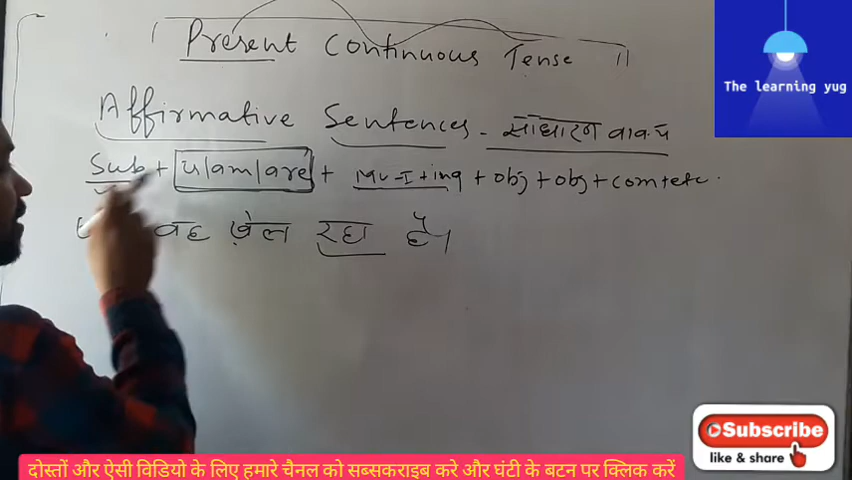 Present Continuous Tense
Affirmative Sentences - साधारण वाक्य
Sub + is/am/are + Mv-I + ing + obj + obj + com + etc.
वह खेल रहा है।
The learning yug
Subscribe
like & share
दोस्तों और ऐसी विडियो के लिए हमारे चैनल को सब्सकराइब करे और घंटी के बटन पर क्लिक करें